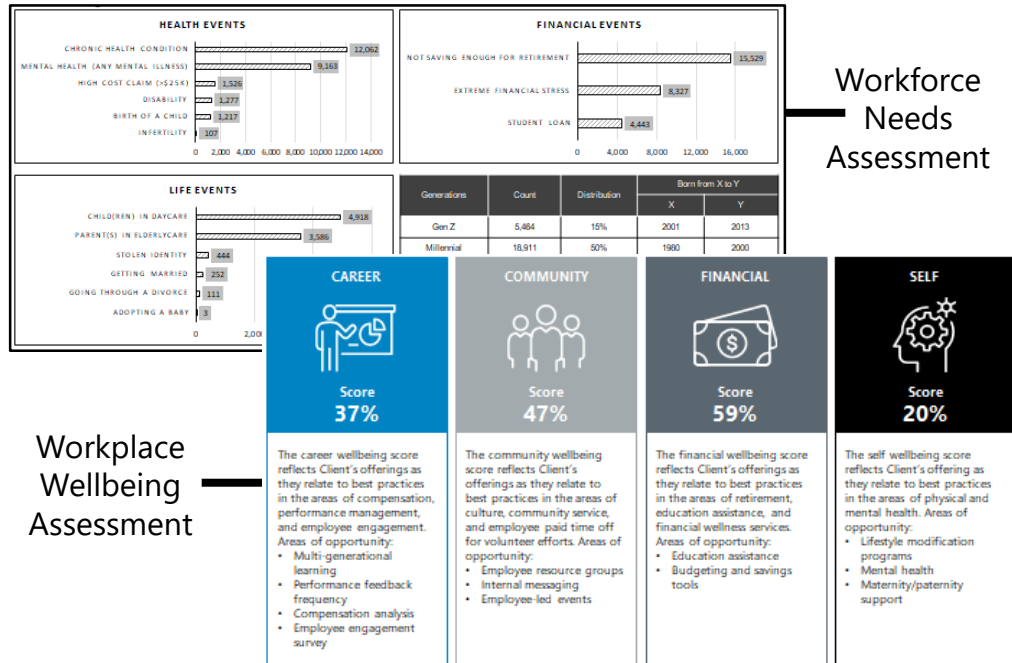 HEALTH EVENTS
CHRONIC HEALTH CONDITION 12,062
MENTAL HEALTH (ANY MENTAL ILLNESS) 9,163
HIGH COST CLAIM (>$25K) 1,526
DISABILITY 1,277
BIRTH OF A CHILD 1,217
INFERTILITY 107
0 2,000 4,000 6,000 8,000 10,000 12,000 14,000
FINANCIAL EVENTS
NOT SAVING ENOUGH FOR RETIREMENT 15,529
EXTREME FINANCIAL STRESS 8,327
STUDENT LOAN 4,443
0 4,000 8,000 12,000 16,000
Workforce
Needs
Assessment
LIFE EVENTS
CHILD(REN) IN DAYCARE 4,918
PARENT(S) IN ELDERLYCARE 3,586
STOLEN IDENTITY 444
GETTING MARRIED 252
GOING THROUGH A DIVORCE 111
ADOPTING A BABY 3
0 2,000
Generations Count Distribution Born from X to Y
X Y
Gen Z 5,464 15% 2001 2013
Millennial 18,911 50% 1980 2000
Workplace
Wellbeing
Assessment
CAREER
Score
37%
The career wellbeing score
reflects Client's offerings as
they relate to best practices
in the areas of compensation,
performance management,
and employee engagement.
Areas of opportunity:
• Multi-generational
learning
• Performance feedback
frequency
• Compensation analysis
• Employee engagement
survey
COMMUNITY
Score
47%
The community wellbeing
score reflects Client's
offerings as they relate to
best practices in the areas of
culture, community service,
and employee paid time off
for volunteer efforts. Areas of
opportunity:
• Employee resource groups
• Internal messaging
• Employee-led events
FINANCIAL
$
Score
59%
The financial wellbeing score
reflects Client's offerings as
they relate to best practices
in the areas of retirement,
education assistance, and
financial wellness services.
Areas of opportunity:
• Education assistance
• Budgeting and savings
tools
SELF
Score
20%
The self wellbeing score
reflects Client's offerings as
they relate to best practices
in the areas of physical and
mental health. Areas of
opportunity:
• Lifestyle modification
programs
• Mental health
• Maternity/paternity
support